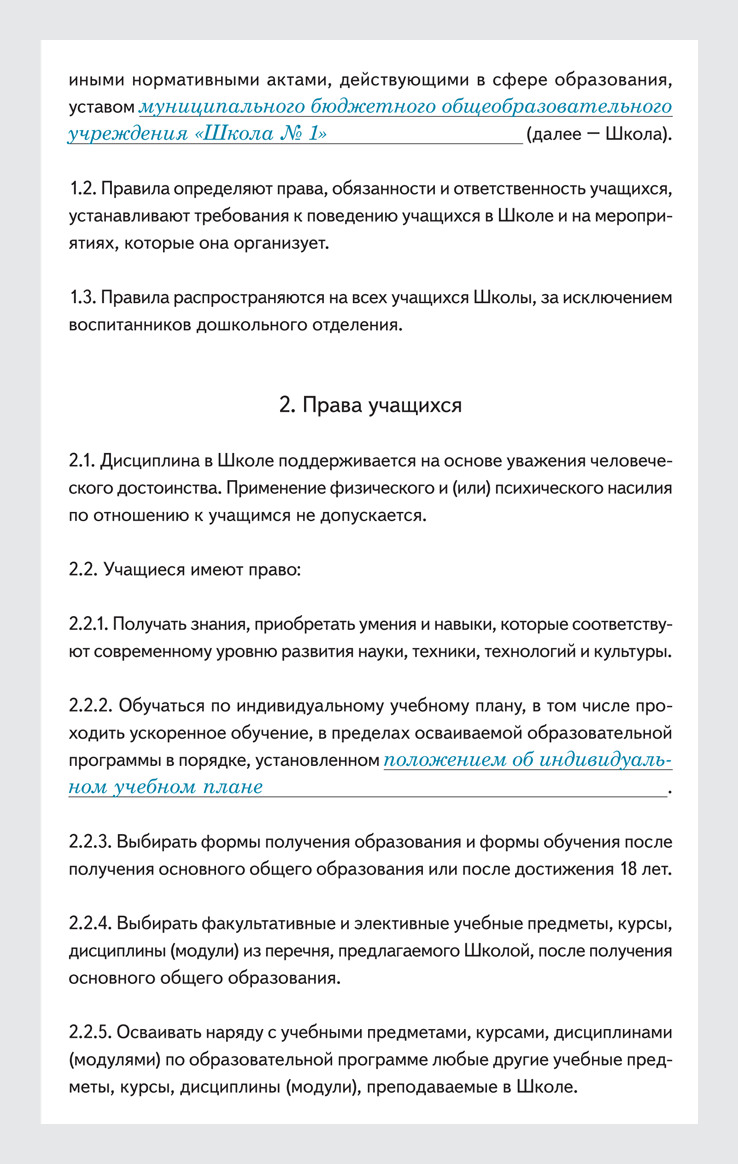 иными нормативными актами, действующими в сфере образования,
уставом муниципального бюджетного общеобразовательного
учреждения «Школа № 1» (далее — Школа).
1.2. Правила определяют права, обязанности и ответственность учащихся,
устанавливают требования к поведению учащихся в Школе и на меропри-
ятиях, которые она организует.
1.3. Правила распространяются на всех учащихся Школы, за исключением
воспитанников дошкольного отделения.
2. Права учащихся
2.1. Дисциплина в Школе поддерживается на основе уважения человече-
ского достоинства. Применение физического и (или) психического насилия
по отношению к учащимся не допускается.
2.2. Учащиеся имеют право:
2.2.1. Получать знания, приобретать умения и навыки, которые соответству-
ют современному уровню развития науки, техники, технологий и культуры.
2.2.2. Обучаться по индивидуальному учебному плану, в том числе про-
ходить ускоренное обучение, в пределах осваиваемой образовательной
программы в порядке, установленном положением об индивидуаль-
ном учебном плане.
2.2.3. Выбирать формы получения образования и формы обучения после
получения основного общего образования или после достижения 18 лет.
2.2.4. Выбирать факультативные и элективные учебные предметы, курсы,
дисциплины (модули) из перечня, предлагаемого Школой, после получения
основного общего образования.
2.2.5. Осваивать наряду с учебными предметами, курсами, дисциплинами
(модулями) по образовательной программе любые другие учебные пред-
меты, курсы, дисциплины (модули), преподаваемые в Школе.